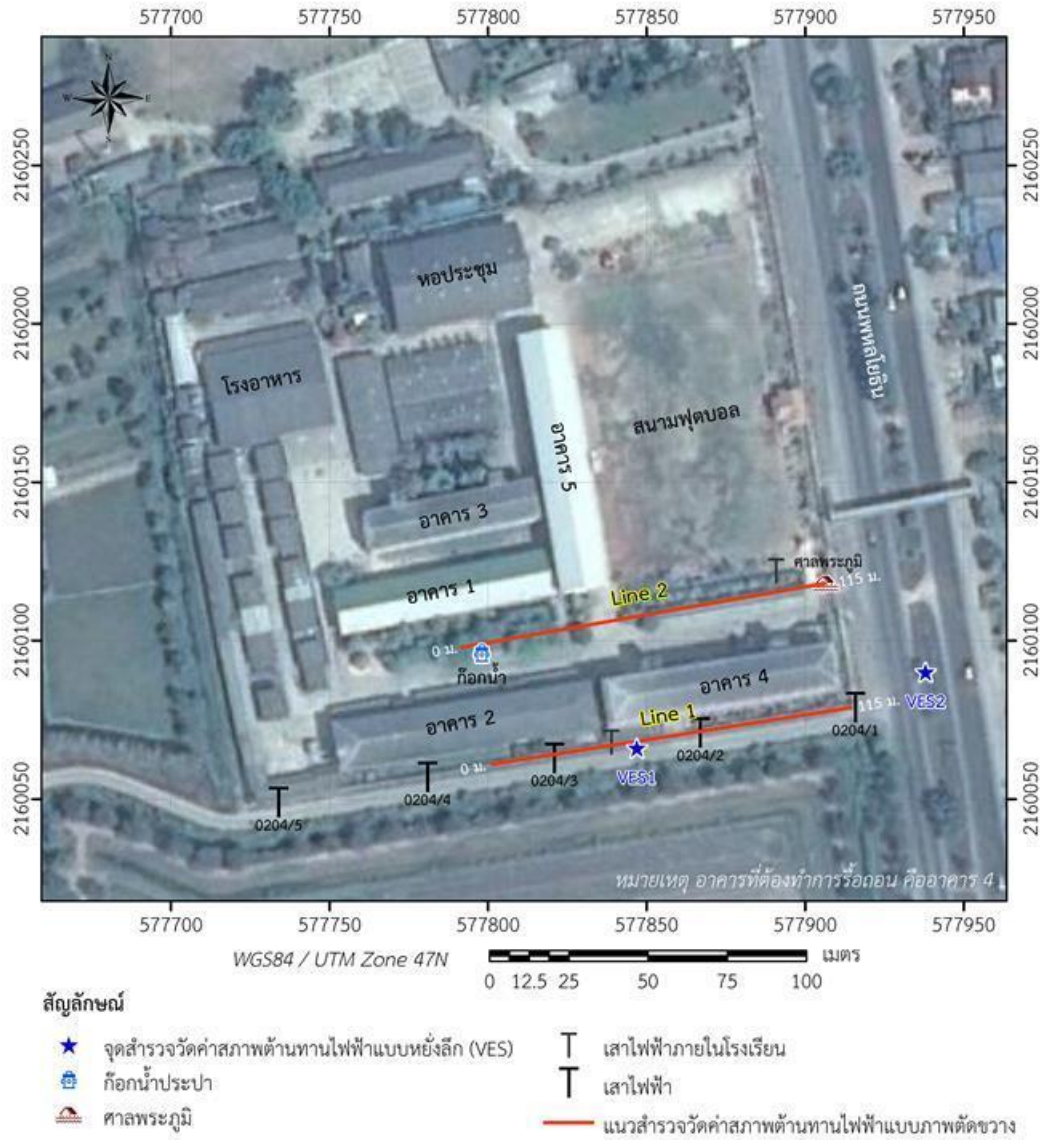 577700 577750 577800 577850 577900 577950
N
W E
S
2160250 2160250
หอประชุม
ถนนพหลโยธิน
2160200 2160200
โรงอาหาร
สนามฟุตบอล
อาคาร 5
2160150 2160150
อาคาร 3
ศาลพระภูมิ
115 ม.
อาคาร 1
Line 2
2160100 2160100
0 ม.
ก๊อกน้ำ
อาคาร 4
VES2
อาคาร 2
Line 1
115 ม.
0204/1
0204/2
0 ม.
0204/3
VES1
0204/4
2160050 2160050
0204/5
หมายเหตุ อาคารที่ต้องทำการรื้อถอน คืออาคาร 4
577700 577750 577800 577850 577900 577950
WGS84 / UTM Zone 47N
เมตร
0 12.5 25 50 75 100
สัญลักษณ์
จุดสำรวจวัดค่าสภาพต้านทานไฟฟ้าแบบหยั่งลึก (VES)
เสาไฟฟ้าภายในโรงเรียน
ก๊อกน้ำประปา
เสาไฟฟ้า
ศาลพระภูมิ
แนวสำรวจวัดค่าสภาพต้านทานไฟฟ้าแบบภาพตัดขวาง